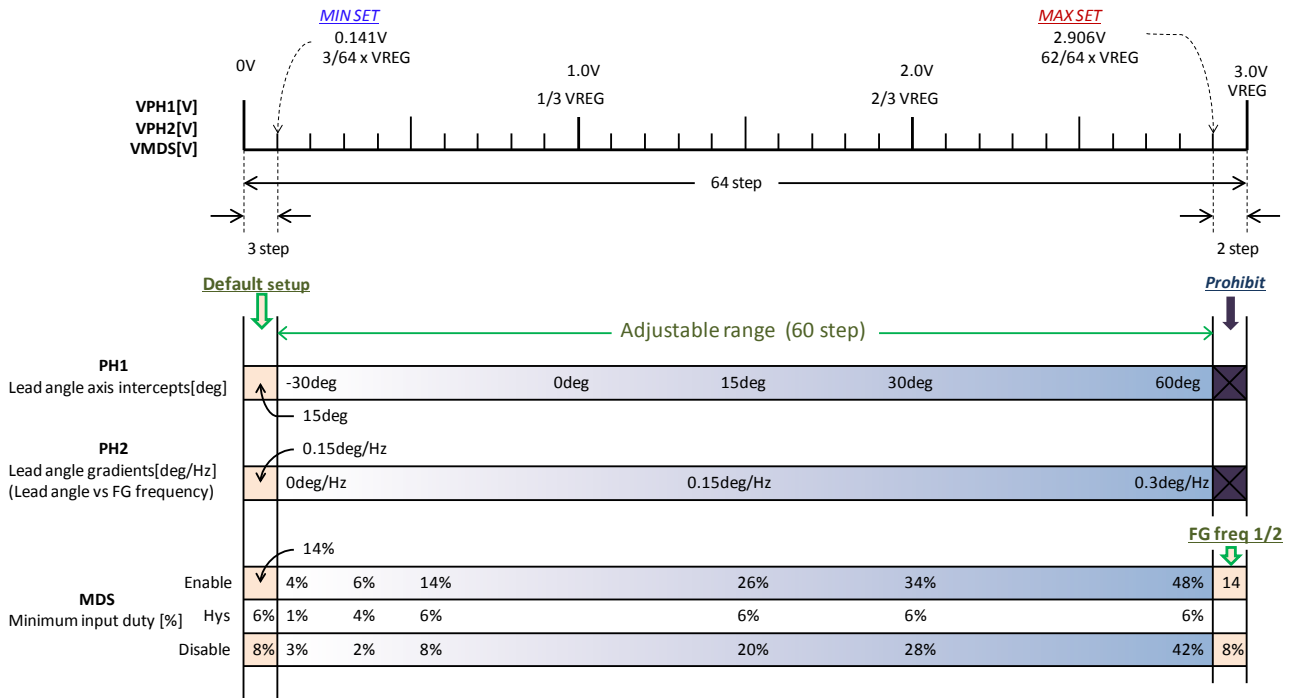 MIN SET
0.141V
3/64 x VREG
MAX SET
2.906V
62/64 x VREG
0V
1.0V
1/3 VREG
2.0V
2/3 VREG
3.0V
VREG
VPH1[V]
VPH2[V]
VMDS[V]
64 step
3 step
2 step
Default setup
Prohibit
Adjustable range (60 step)
PH1
Lead angle axis intercepts[deg]
-30deg 0deg 15deg 30deg 60deg
15deg
PH2
Lead angle gradients[deg/Hz]
(Lead angle vs FG frequency)
0.15deg/Hz
0deg/Hz 0.15deg/Hz 0.3deg/Hz
FG freq 1/2
14%
MDS
Minimum input duty [%]
Enable 4% 6% 14% 26% 34% 48% 14
Hys 6% 1% 4% 6% 6% 6% 6%
Disable 8% 3% 2% 8% 20% 28% 42% 8%